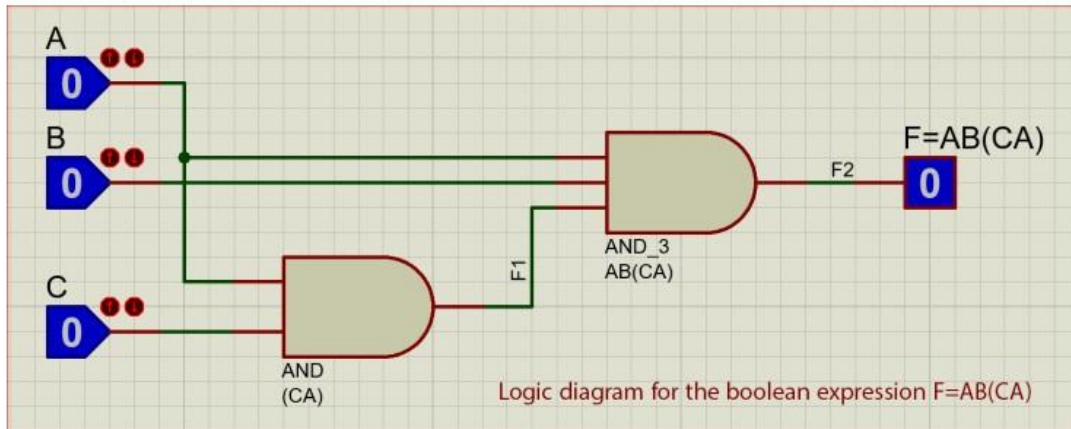 A
0
B
0
F=AB(CA)
F2
0
AND_3
AB(CA)
F1
C
0
AND
(CA)
Logic diagram for the boolean expression F=AB(CA)